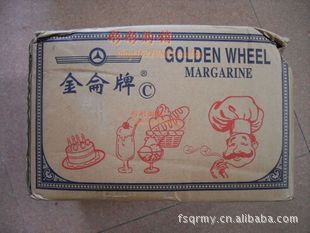 GOLDEN WHEEL
MARGARINE
金侖牌®
©
fsqrmy.cn.alibaba.com